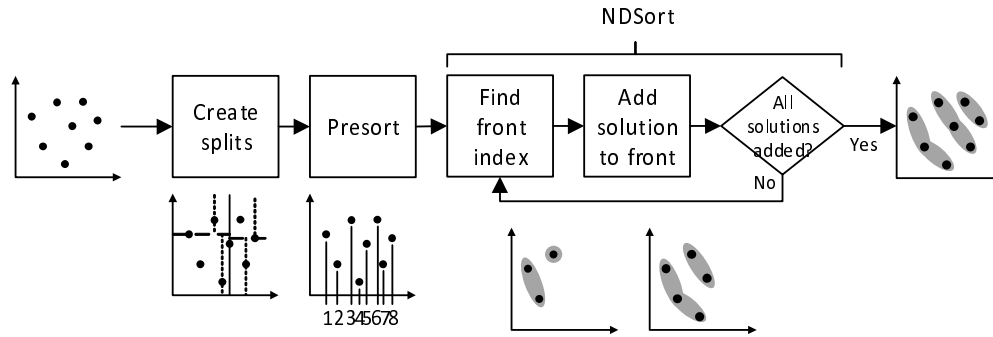 NDSort
Create
splits
Presort
Find
front
index
Add
solution
to front
All
solutions
added?
Yes
No
12345678